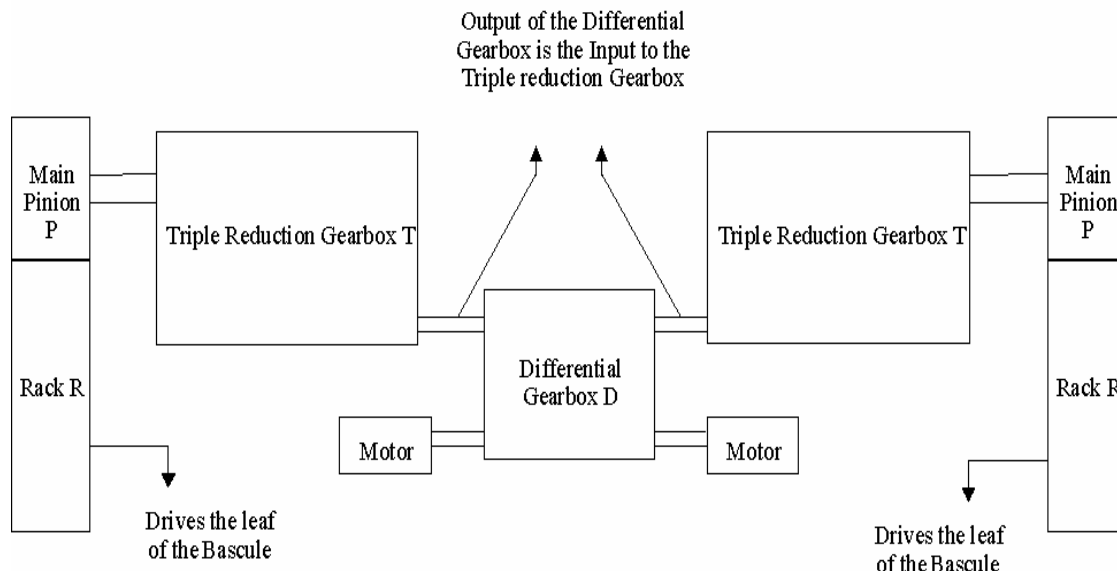 Output of the Differential
Gearbox is the Input to the
Triple reduction Gearbox
Main
Pinion
P
Triple Reduction Gearbox T
Triple Reduction Gearbox T
Main
Pinion
P
Rack R
Differential
Gearbox D
Rack R
Motor
Motor
Drives the leaf
of the Bascule
Drives the leaf
of the Bascule